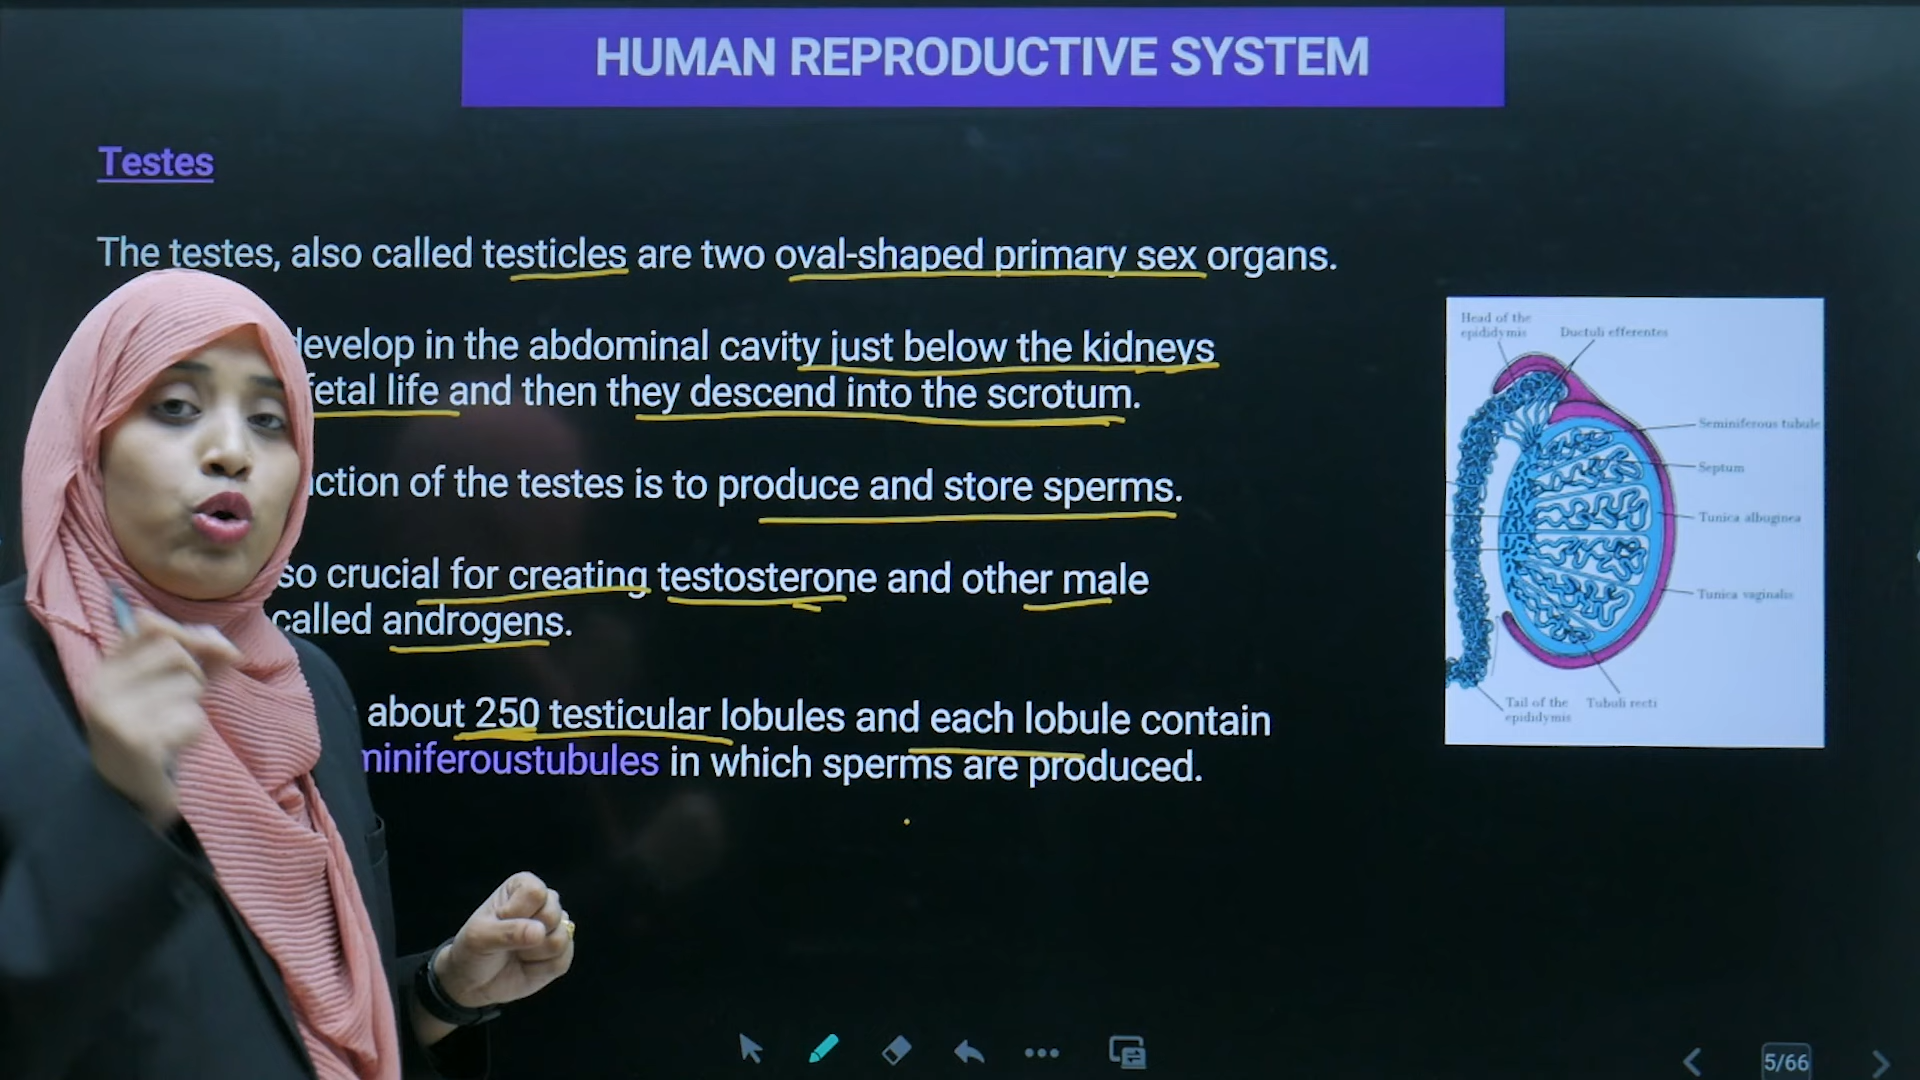 HUMAN REPRODUCTIVE SYSTEM
Testes
The testes, also called testicles are two oval-shaped primary sex organs.
develop in the abdominal cavity just below the kidneys
fetal life and then they descend into the scrotum.
nction of the testes is to produce and store sperms.
so crucial for creating testosterone and other male
called androgens.
about 250 testicular lobules and each lobule contain
miniferoustubules in which sperms are produced.
Head of the
epididymis
Ductuli efferentes
Seminiferous tubule
Septum
Tunica albuginea
Tunica vaginalis
Tail of the
epididymis
Tubuli recti
5/66